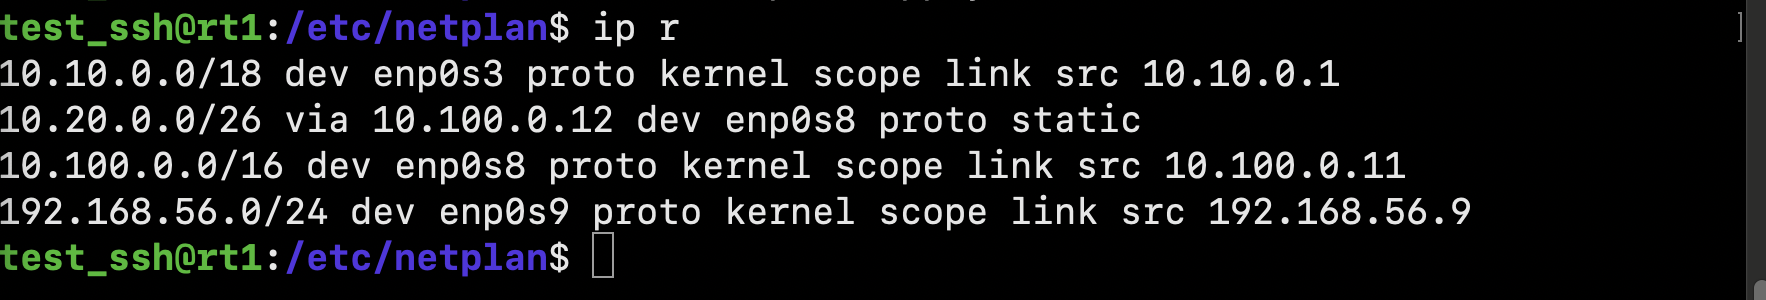 test_ssh@rt1:/etc/netplan$ ip r
10.10.0.0/18 dev enp0s3 proto kernel scope link src 10.10.0.1
10.20.0.0/26 via 10.100.0.12 dev enp0s8 proto static
10.100.0.0/16 dev enp0s8 proto kernel scope link src 10.100.0.11
192.168.56.0/24 dev enp0s9 proto kernel scope link src 192.168.56.9
test_ssh@rt1:/etc/netplan$